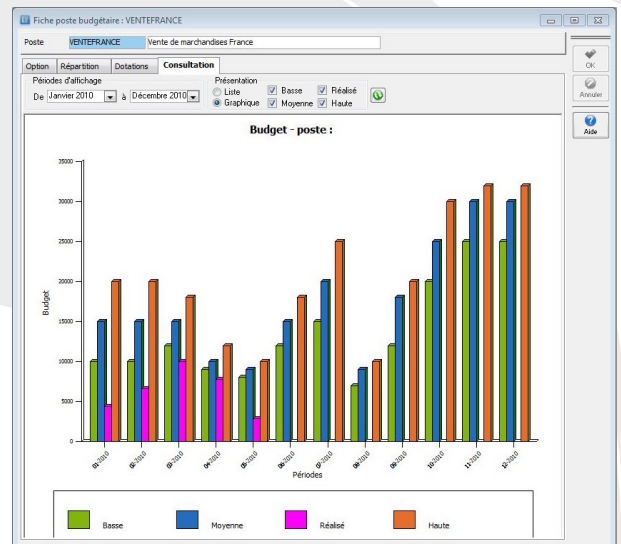 Fiche poste budgétaire : VENTEFRANCE
Poste VENTEFRANCE Vente de marchandises France
Option Répartition Dotations Consultation
OK
Annuler
Aide
Périodes d'affichage
De Janvier 2010 à Décembre 2010
Présentation
Liste Basse Réalisé
Graphique Moyenne Haute
Budget - poste :
35000
30000
25000
20000
15000
10000
5000
0
Budget
01-2010 02-2010 03-2010 04-2010 05-2010 06-2010 07-2010 08-2010 09-2010 10-2010 11-2010 12-2010
Périodes
Basse Moyenne Réalisé Haute